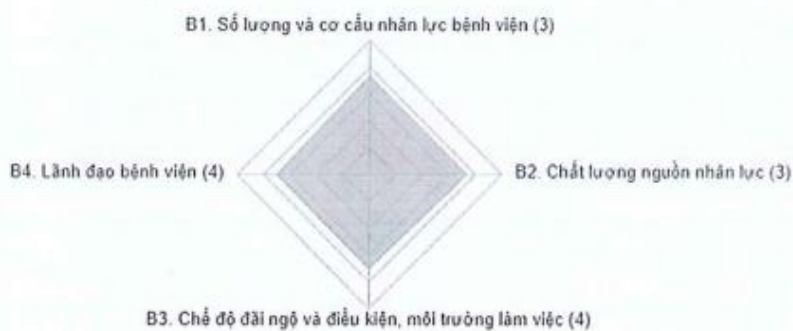 B1. Số lượng và cơ cấu nhân lực bệnh viện (3)
B4. Lãnh đạo bệnh viện (4)
B2. Chất lượng nguồn nhân lực (3)
B3. Chế độ đãi ngộ và điều kiện, môi trường làm việc (4)